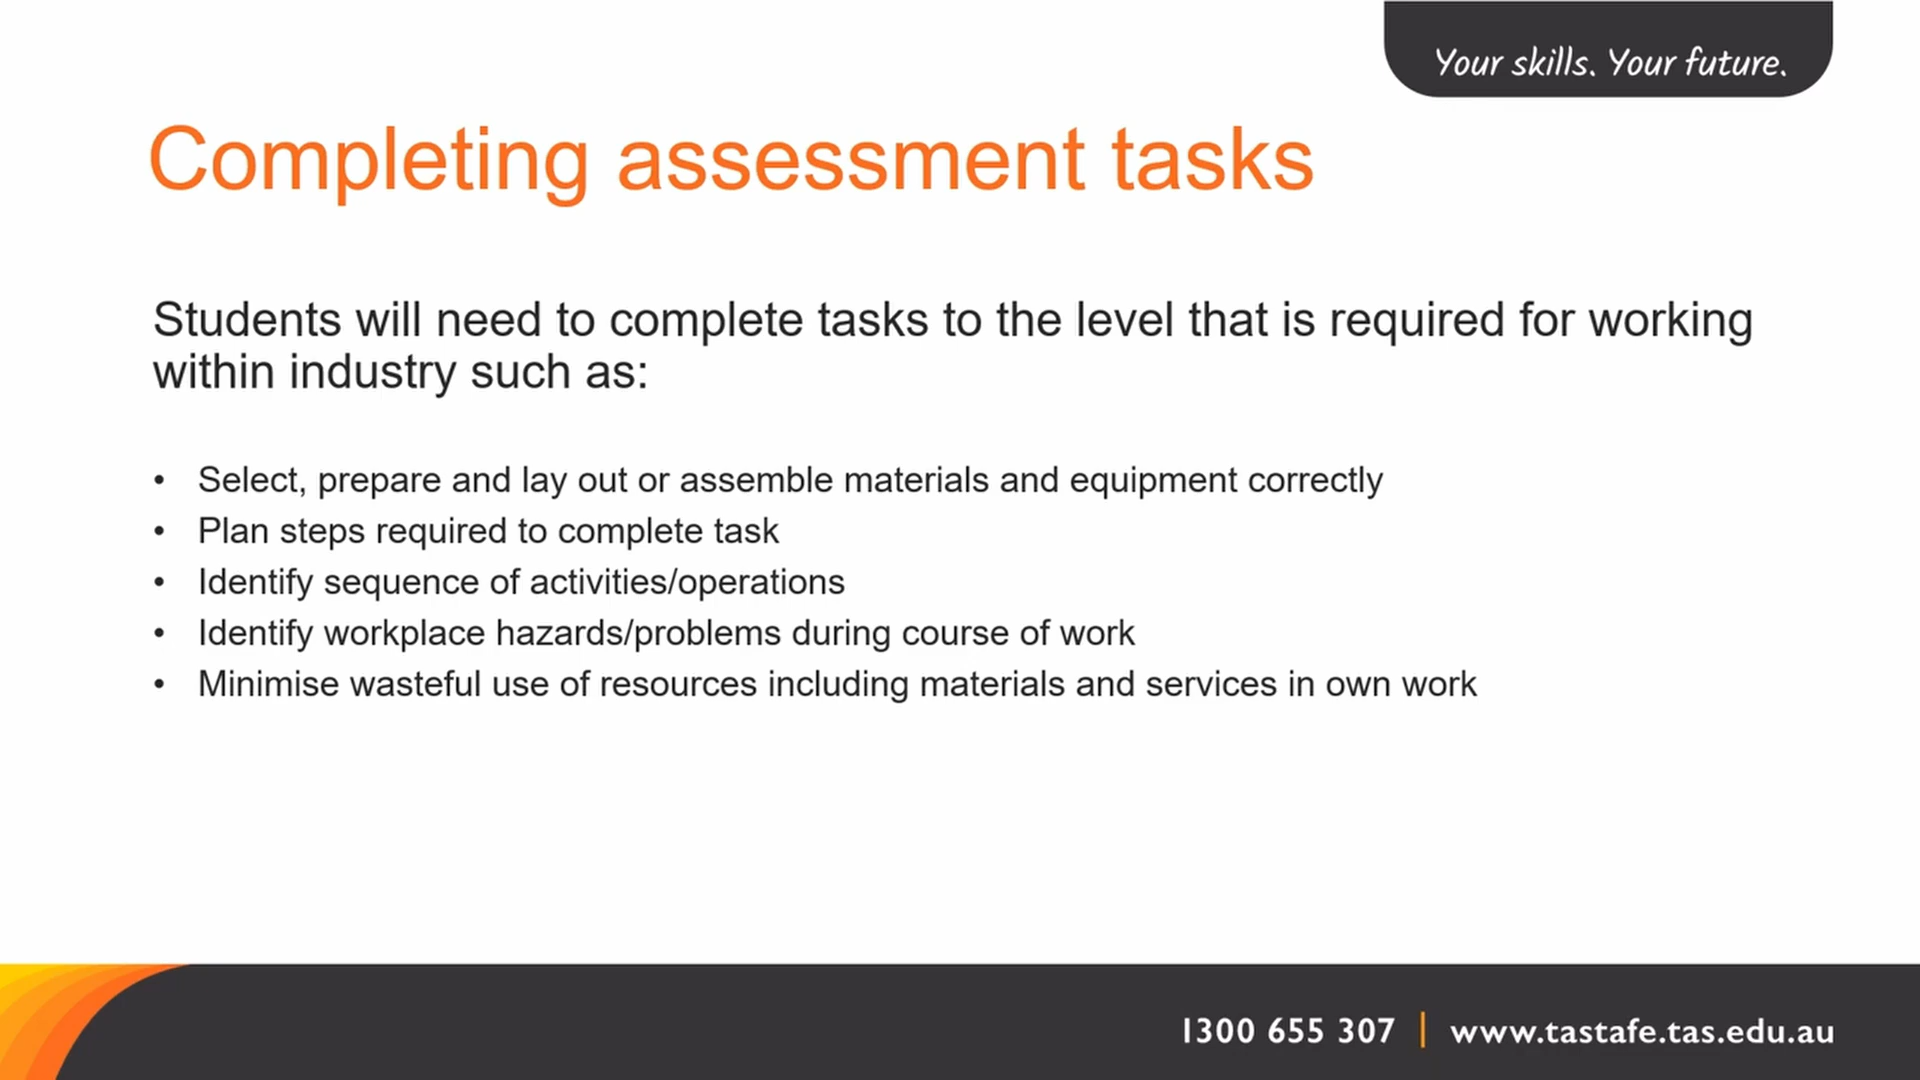 Your skills. Your future.
Completing assessment tasks
Students will need to complete tasks to the level that is required for working
within industry such as:
• Select, prepare and lay out or assemble materials and equipment correctly
• Plan steps required to complete task
• Identify sequence of activities/operations
• Identify workplace hazards/problems during course of work
• Minimise wasteful use of resources including materials and services in own work
1300 655 307 | www.tastafe.tas.edu.au